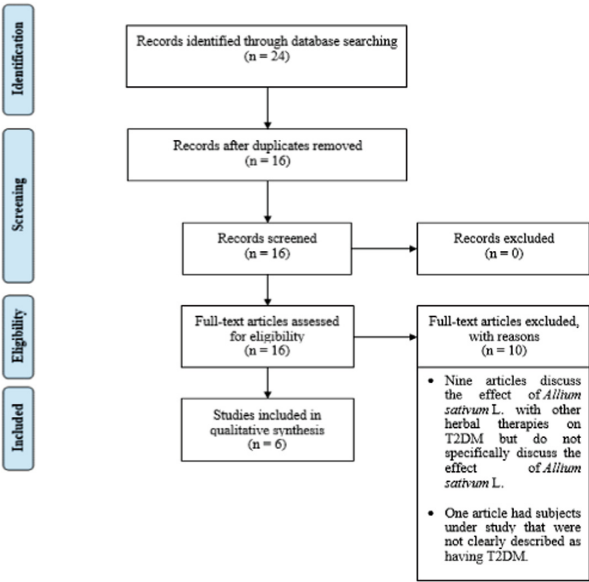 Identification
Records identified through database searching
(n = 24)
Screening
Records after duplicates removed
(n = 16)
Records screened
(n = 16)
Records excluded
(n = 0)
Eligibility
Full-text articles assessed
for eligibility
(n = 16)
Full-text articles excluded,
with reasons
(n = 10)
• Nine articles discuss
the effect of Allium
sativum L. with other
herbal therapies on
T2DM but do not
specifically discuss the
effect of Allium
sativum L.
• One article had subjects
under study that were
not clearly described as
having T2DM.
Included
Studies included in
qualitative synthesis
(n = 6)